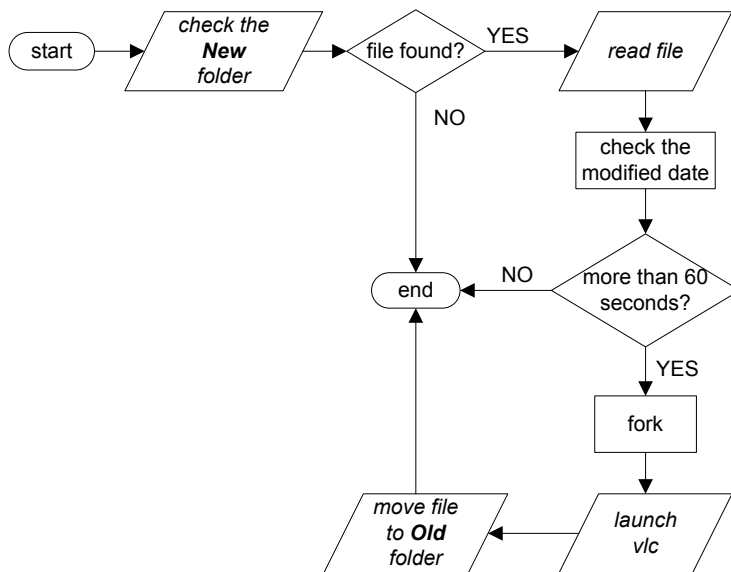 start
check the
New
folder
file found?
YES
read file
NO
check the
modified date
end
NO
more than 60
seconds?
YES
fork
move file
to Old
folder
launch
vlc